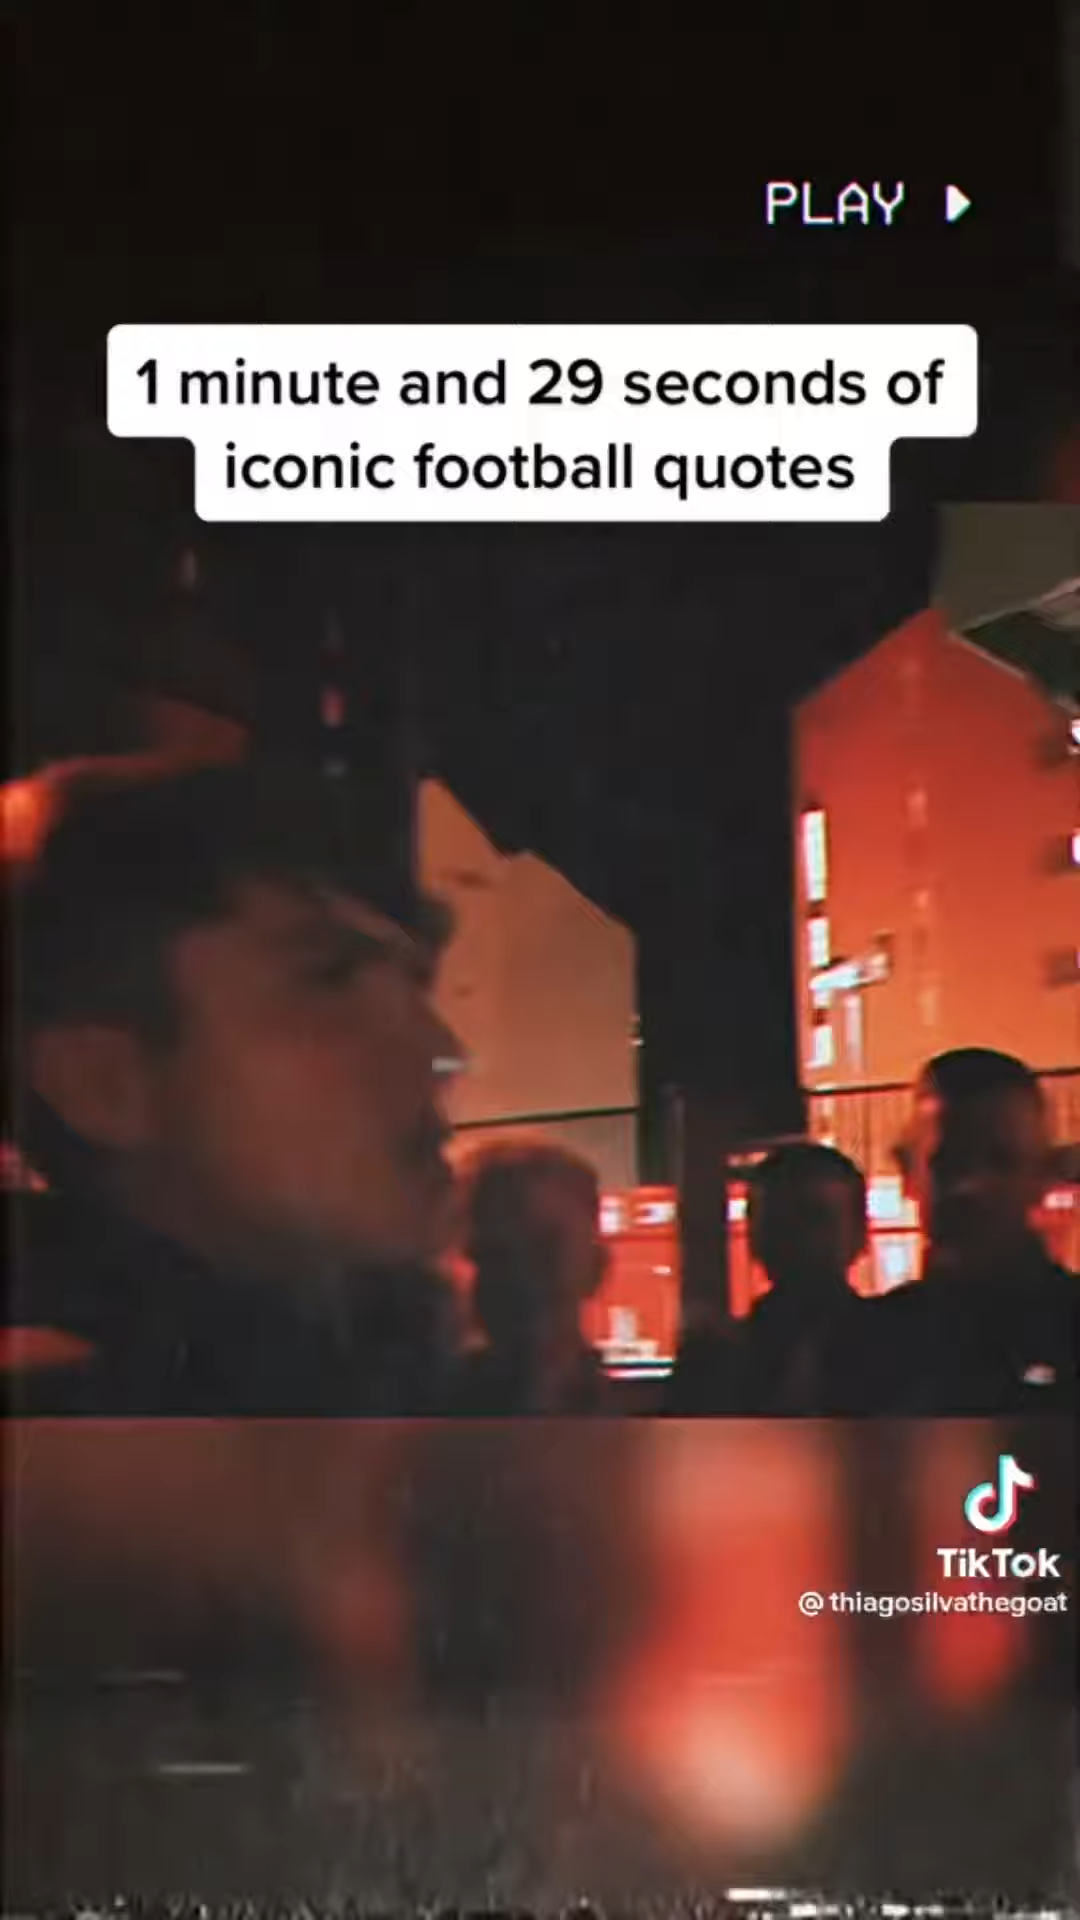 PLAY
1 minute and 29 seconds of
iconic football quotes
TikTok
@thiagosilvathegoat